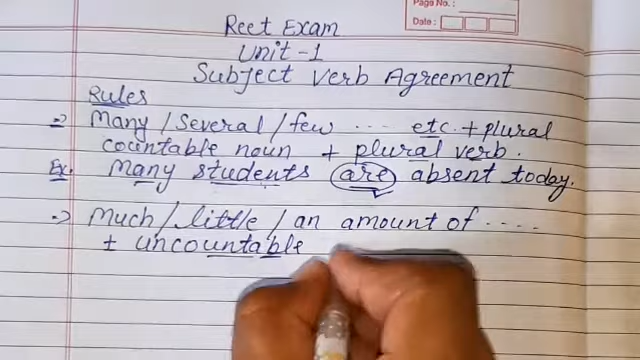 Page No. :
Date :
Reet Exam
Unit-1
Subject Verb Agreement
Rules
⇒ Many / Several / few ... etc. + plural
countable noun + plural verb.
Ex. Many students are absent today.
⇒ Much / little / an amount of .....
+ uncountable